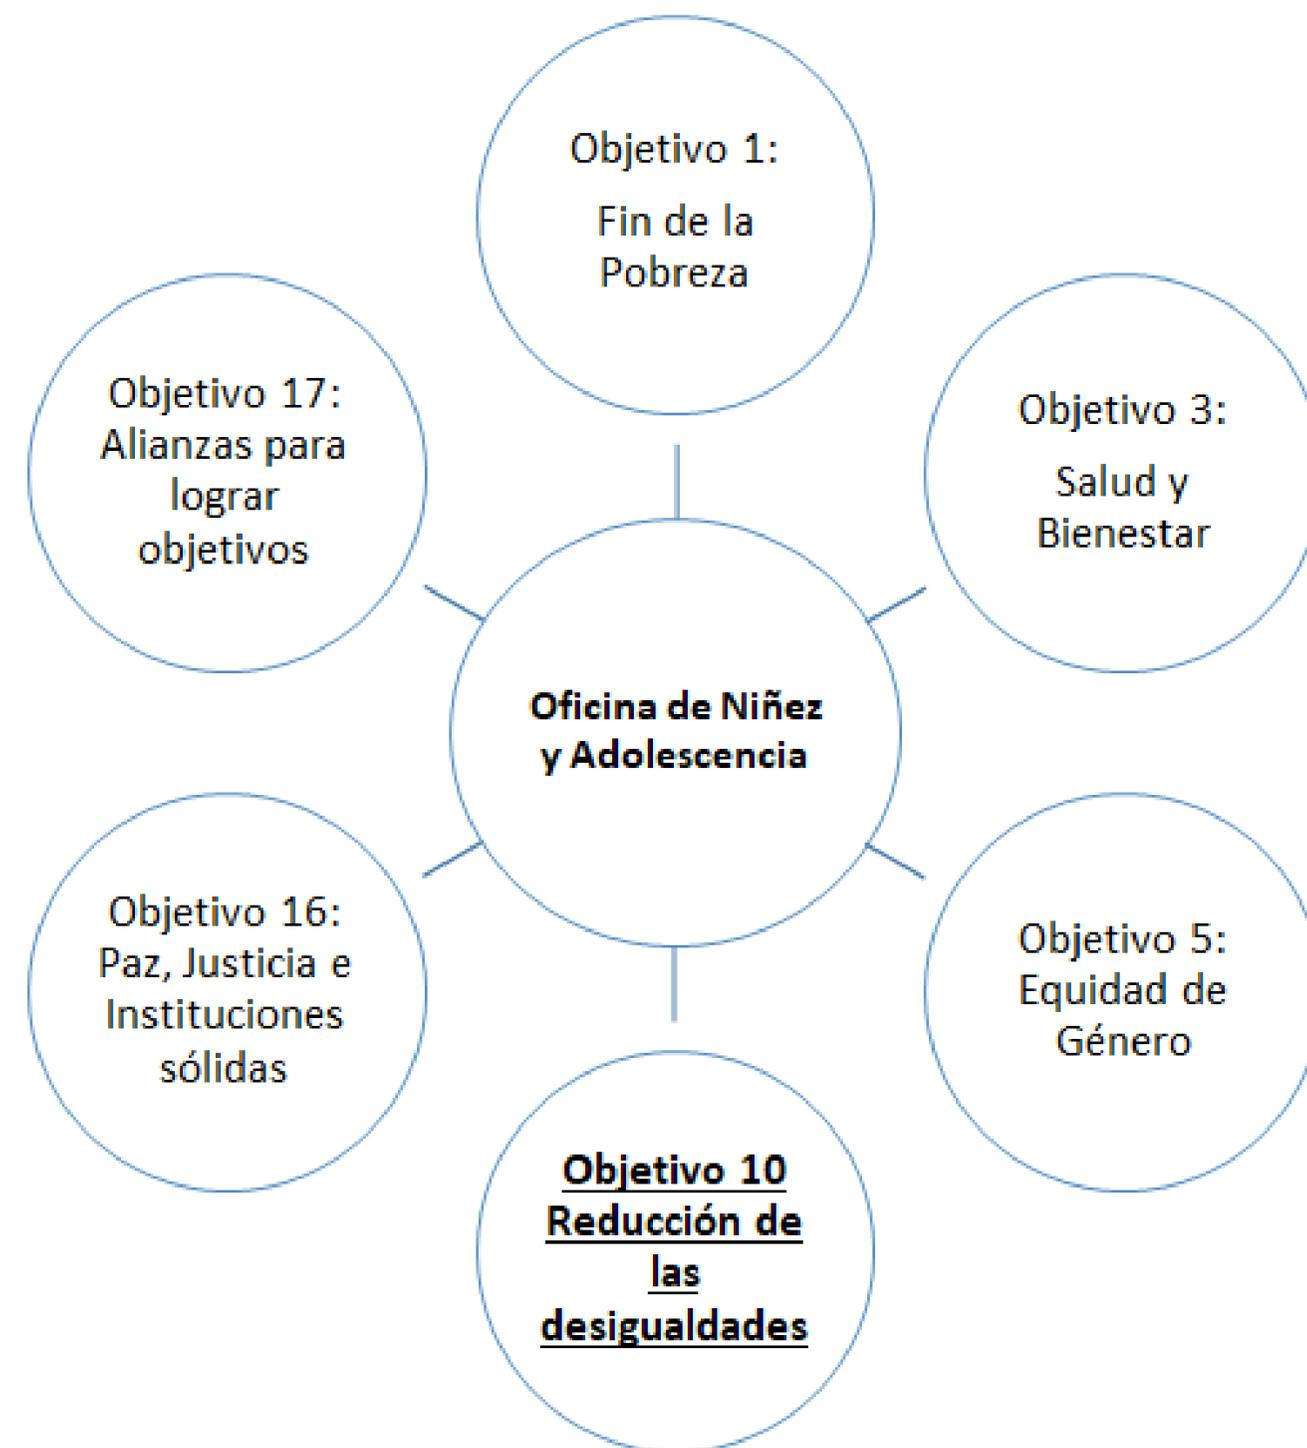 Objetivo 1:
Fin de la
Pobreza
Objetivo 17:
Alianzas para
lograr
objetivos
Objetivo 3:
Salud y
Bienestar
Oficina de Niñez
y Adolescencia
Objetivo 16:
Paz, Justicia e
Instituciones
sólidas
Objetivo 5:
Equidad de
Género
Objetivo 10
Reducción de
las
desigualdades